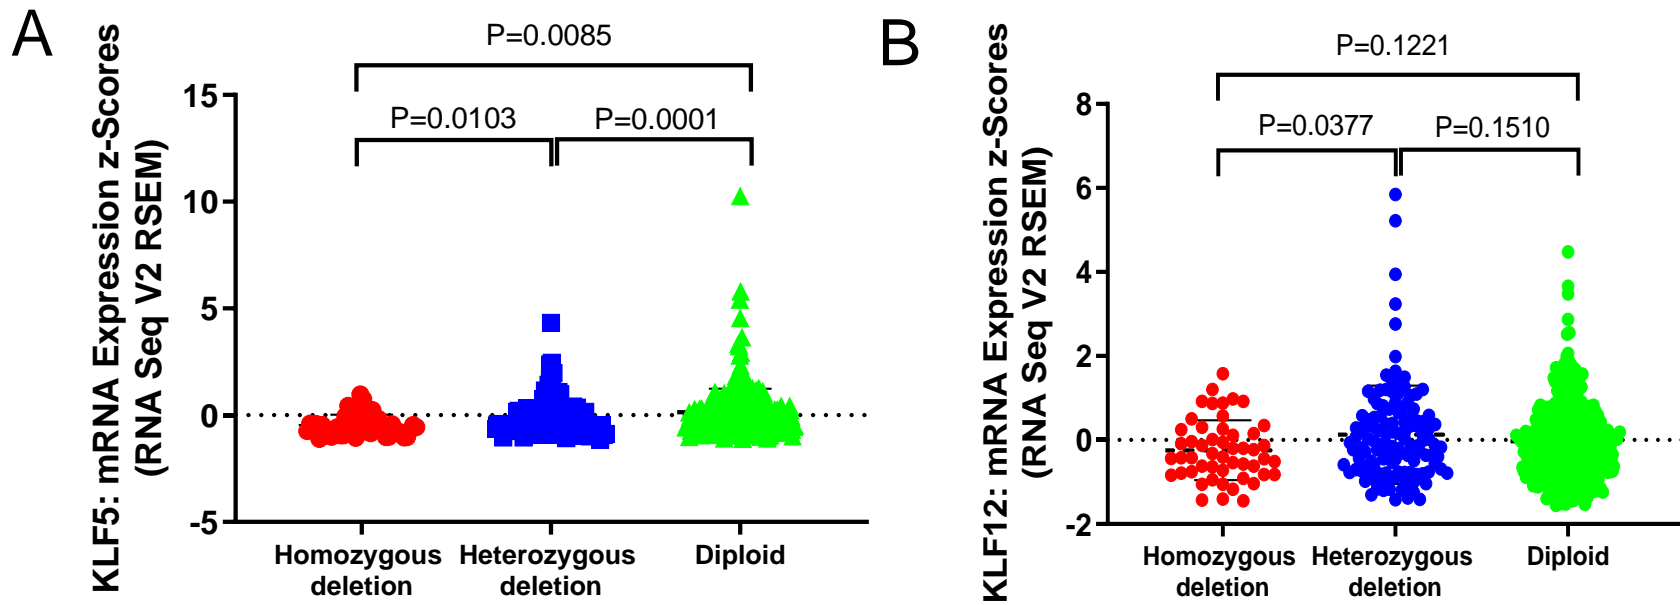 A
P=0.0085
P=0.0103
P=0.0001
KLF5: mRNA Expression z-Scores
(RNA Seq V2 RSEM)
15
10
5
0
-5
Homozygous
deletion
Heterozygous
deletion
Diploid
B
P=0.1221
P=0.0377
P=0.1510
KLF12: mRNA Expression z-Scores
(RNA Seq V2 RSEM)
8
6
4
2
0
-2
Homozygous
deletion
Heterozygous
deletion
Diploid